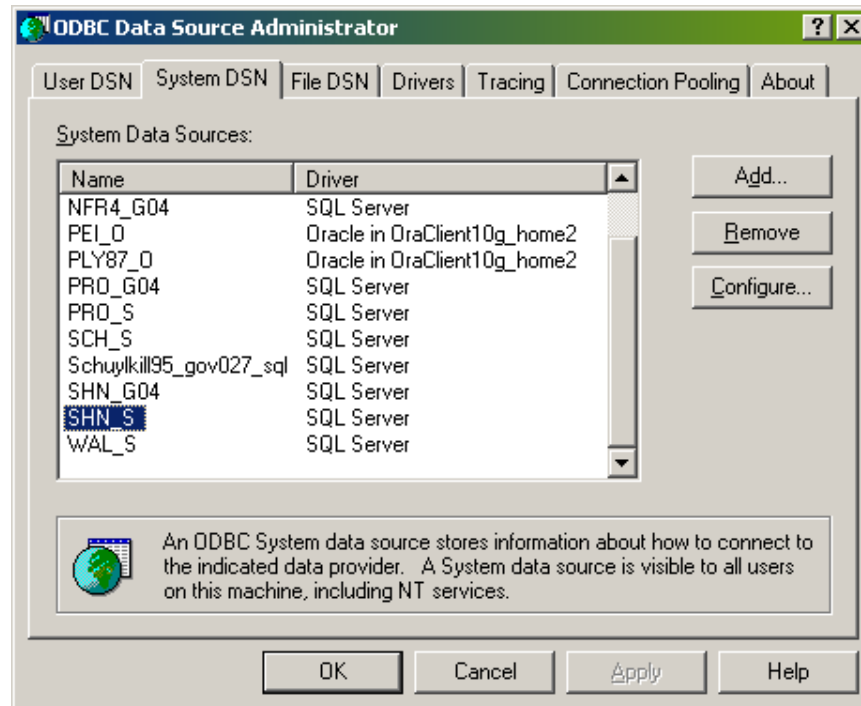 ODBC Data Source Administrator
User DSN System DSN File DSN Drivers Tracing Connection Pooling About
System Data Sources:
Name Driver
NFR4_G04 SQL Server
PEI_O Oracle in OraClient10g_home2
PLY87_O Oracle in OraClient10g_home2
PRO_G04 SQL Server
PRO_S SQL Server
SCH_S SQL Server
Schuylkill95_gov027_sql SQL Server
SHN_G04 SQL Server
SHN_S SQL Server
WAL_S SQL Server
Add...
Remove
Configure...
An ODBC System data source stores information about how to connect to
the indicated data provider. A System data source is visible to all users
on this machine, including NT services.
OK Cancel Apply Help